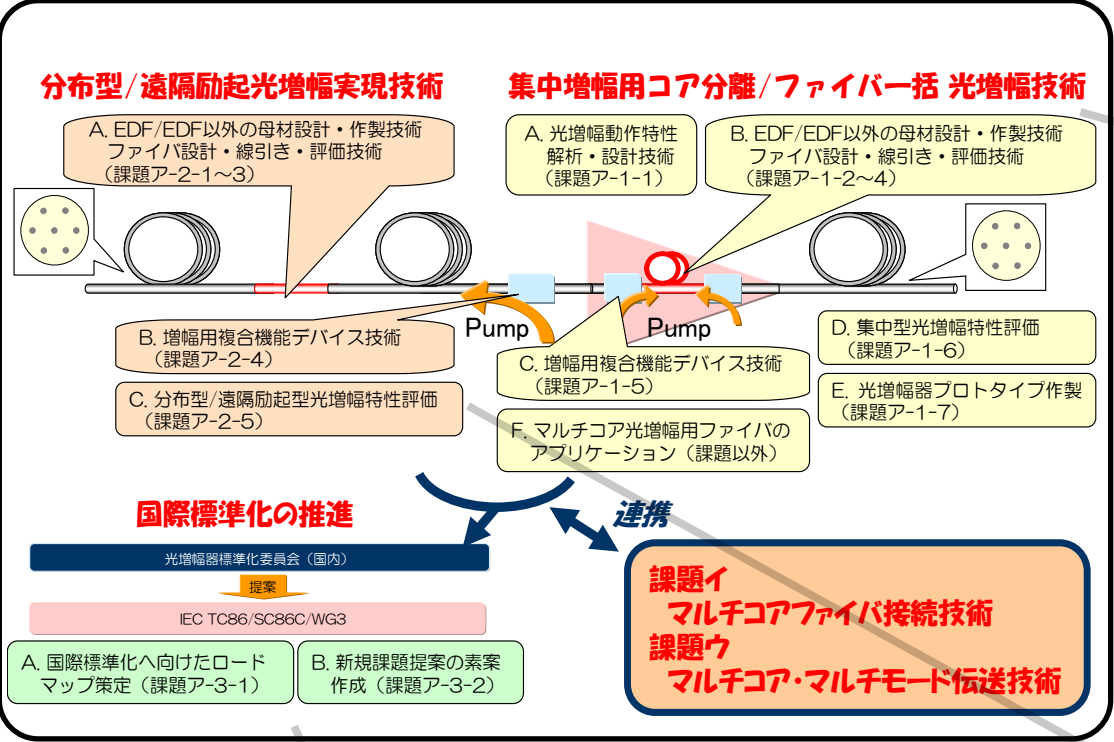 分布型/遠隔励起光増幅実現技術
集中増幅用コア分離/ファイバ一括 光増幅技術
A. EDF/EDF以外の母材設計・作製技術
ファイバ設計・線引き・評価技術
（課題ア-2-1～3）
A. 光増幅動作特性
解析・設計技術
（課題ア-1-1）
B. EDF/EDF以外の母材設計・作製技術
ファイバ設計・線引き・評価技術
（課題ア-1-2～4）
Pump
Pump
B. 増幅用複合機能デバイス技術
（課題ア-2-4）
C. 分布型/遠隔励起型光増幅特性評価
（課題ア-2-5）
C. 増幅用複合機能デバイス技術
（課題ア-1-5）
D. 集中型光増幅特性評価
（課題ア-1-6）
E. 光増幅器プロトタイプ作製
（課題ア-1-7）
F. マルチコア光増幅用ファイバの
アプリケーション（課題以外）
国際標準化の推進
光増幅器標準化委員会（国内）
提案
IEC TC86/SC86C/WG3
A. 国際標準化へ向けたロード
マップ策定（課題ア-3-1）
B. 新規課題提案の素案
作成（課題ア-3-2）
連携
課題イ
マルチコアファイバ接続技術
課題ウ
マルチコア・マルチモード伝送技術